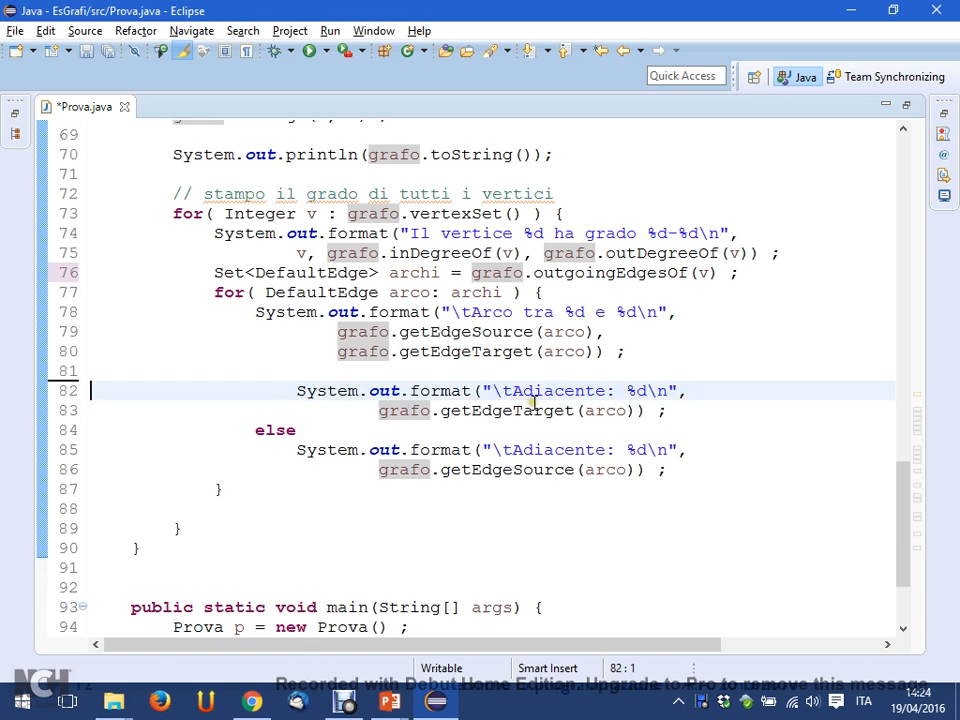 Java - EsGrafi/src/Prova.java - Eclipse
File Edit Source Refactor Navigate Search Project Run Window Help
Quick Access
Java
Team Synchronizing
*Prova.java
69
70 System.out.println(grafo.toString());
71
72 // stampo il grado di tutti i vertici
73 for( Integer v : grafo.vertexSet() ) {
74 System.out.format("Il vertice %d ha grado %d-%d\n",
75 v, grafo.inDegreeOf(v), grafo.outDegreeOf(v)) ;
76 Set<DefaultEdge> archi = grafo.outgoingEdgesOf(v) ;
77 for( DefaultEdge arco: archi ) {
78 System.out.format("\tArco tra %d e %d\n",
79 grafo.getEdgeSource(arco),
80 grafo.getEdgeTarget(arco)) ;
81
82 System.out.format("\tAdiacente: %d\n",
83 grafo.getEdgeTarget(arco)) ;
84 else
85 System.out.format("\tAdiacente: %d\n",
86 grafo.getEdgeSource(arco)) ;
87 }
88
89 }
90 }
91
92
93 public static void main(String[] args) {
94 Prova p = new Prova() ;
Writable
Smart Insert
82 : 1
NCH
Recorded with Debut Home Edition. Upgrade to Pro to remove this message
ITA
14:24
19/04/2016